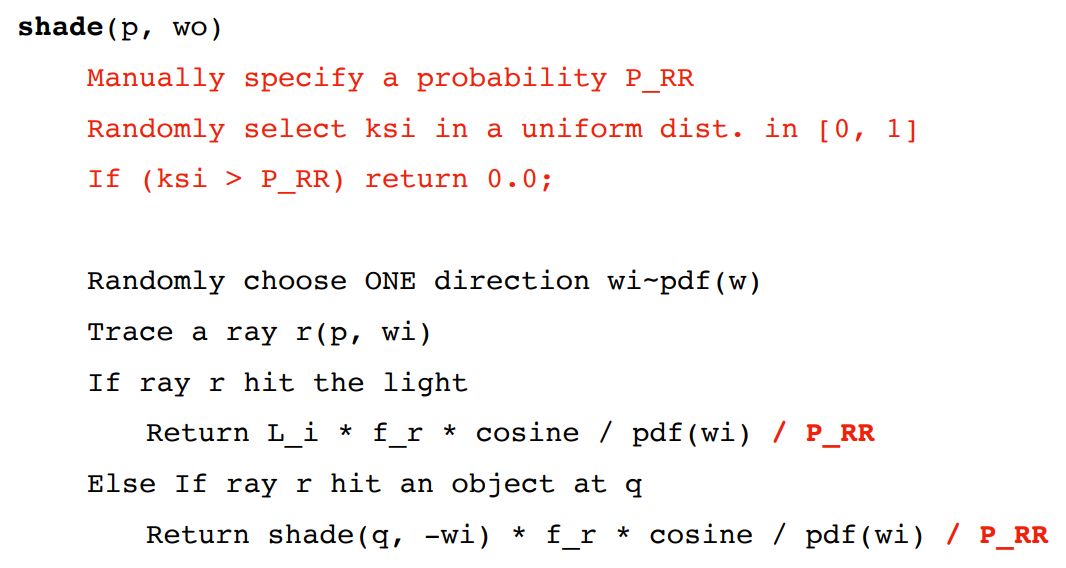 shade(p, wo)
Manually specify a probability P_RR
Randomly select ksi in a uniform dist. in [0, 1]
If (ksi > P_RR) return 0.0;
Randomly choose ONE direction wi~pdf(w)
Trace a ray r(p, wi)
If ray r hit the light
Return L_i * f_r * cosine / pdf(wi) / P_RR
Else If ray r hit an object at q
Return shade(q, -wi) * f_r * cosine / pdf(wi) / P_RR